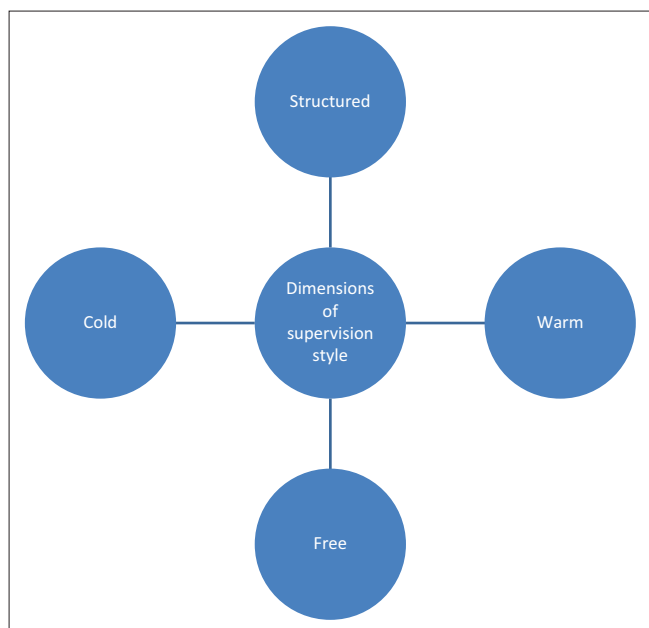 Structured
Cold
Dimensions
of
supervision
style
Warm
Free